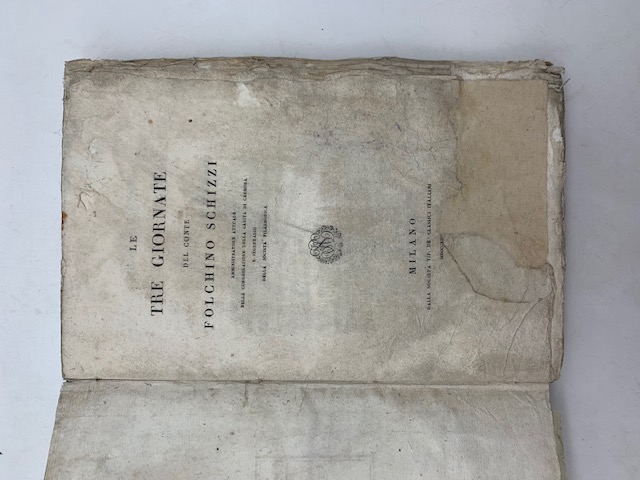 LE
TRE GIORNATE
DEL CONTE
FOLCHINO SCHIZZI
AMMINISTRATORE ATTUALE
DELLA CONGREGAZIONE DELLA CARITÀ DI CREMONA
E SEGRETARIO
DELLA SOCIETÀ FILARMONICA
MILANO
DALLA SOCIETÀ TIP. DE' CLASSICI ITALIANI